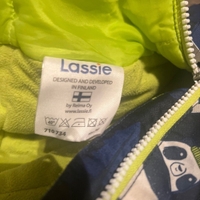 Lassie
DESIGNED AND DEVELOPED
IN FINLAND
by Reima Oy
www.lassie.fi